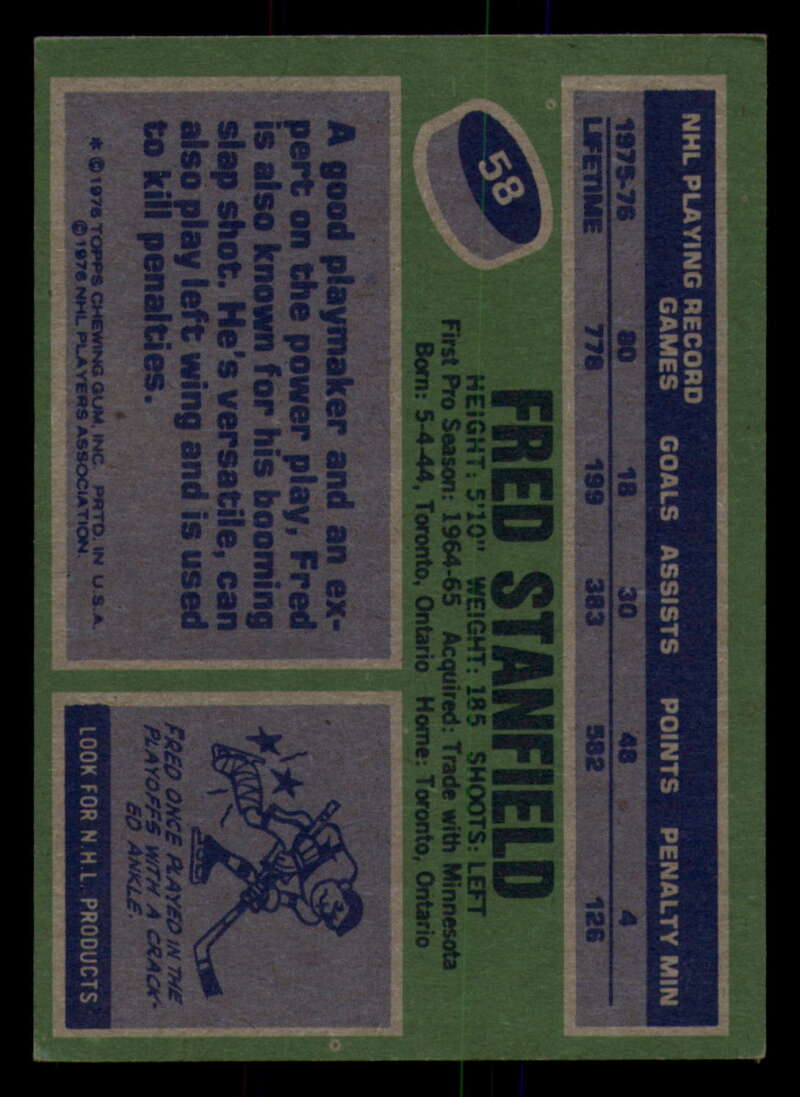 NHL PLAYING RECORD
GAMES GOALS ASSISTS POINTS PENALTY MIN
1975-76 80 18 30 48 4
LIFETIME 778 199 383 582 126
58
FRED STANFIELD
HEIGHT: 5'10" WEIGHT: 185 SHOOTS: LEFT
First Pro Season: 1964-65 Acquired: Trade with Minnesota
Born: 5-4-44, Toronto, Ontario Home: Toronto, Ontario
A good playmaker and an ex-
pert on the power play, Fred
is also known for his booming
slap shot. He's versatile, can
also play left wing and is used
to kill penalties.
* ©1976 TOPPS CHEWING GUM, INC. PRTD. IN U.S.A.
©1976 NHL PLAYERS ASSOCIATION.
FRED ONCE PLAYED IN THE
PLAYOFFS WITH A CRACK-
ED ANKLE.
LOOK FOR N.H.L. PRODUCTS